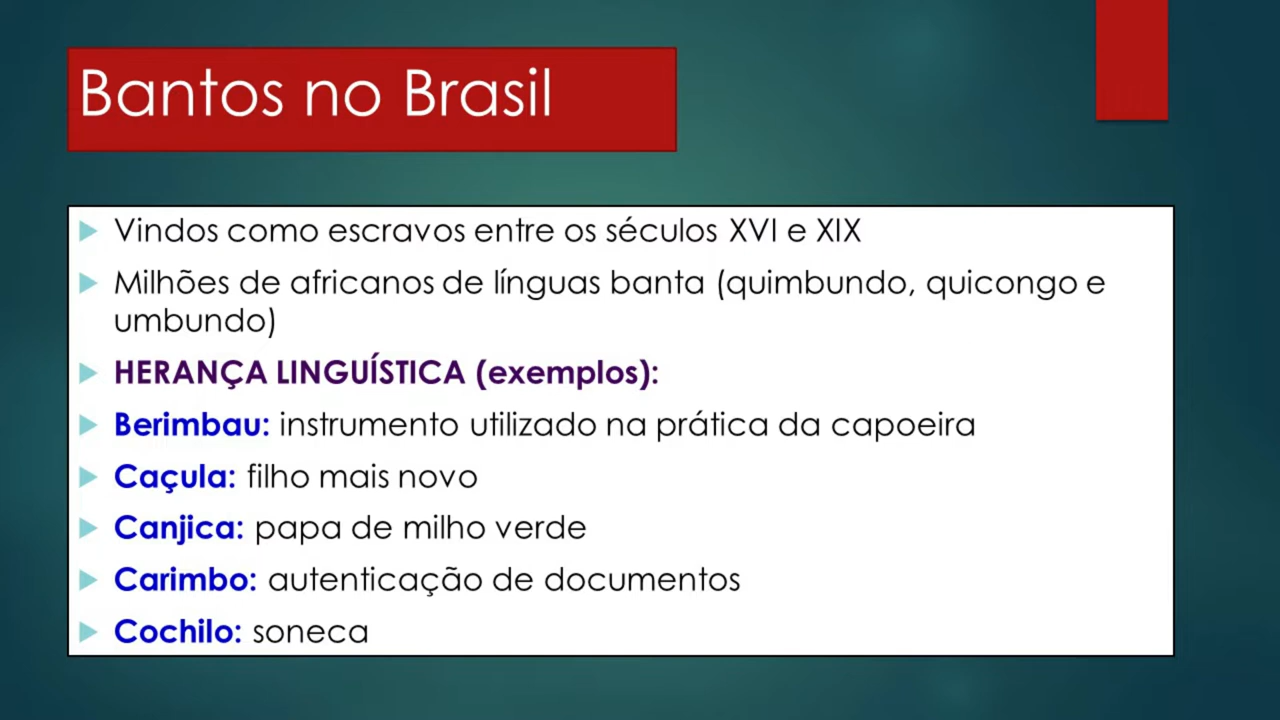 Bantos no Brasil
Vindos como escravos entre os séculos XVI e XIX
Milhões de africanos de línguas banta (quimbundo, quicongo e
umbundo)
HERANÇA LINGUÍSTICA (exemplos):
Berimbau: instrumento utilizado na prática da capoeira
Caçula: filho mais novo
Canjica: papa de milho verde
Carimbo: autenticação de documentos
Cochilo: soneca